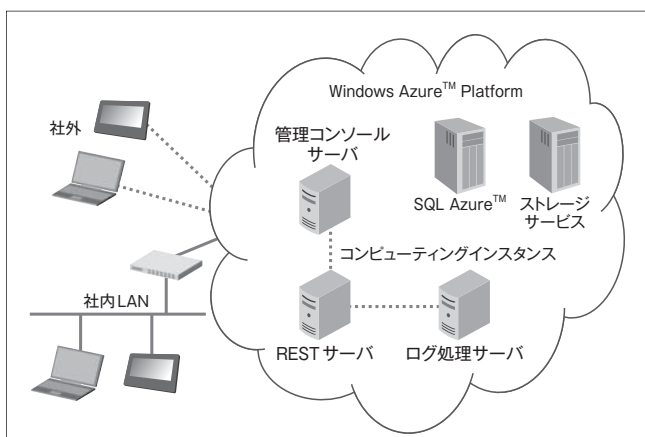 Windows Azure™ Platform
社外
管理コンソール
サーバ
SQL Azure™
ストレージ
サービス
コンピューティングインスタンス
社内LAN
RESTサーバ
ログ処理サーバ